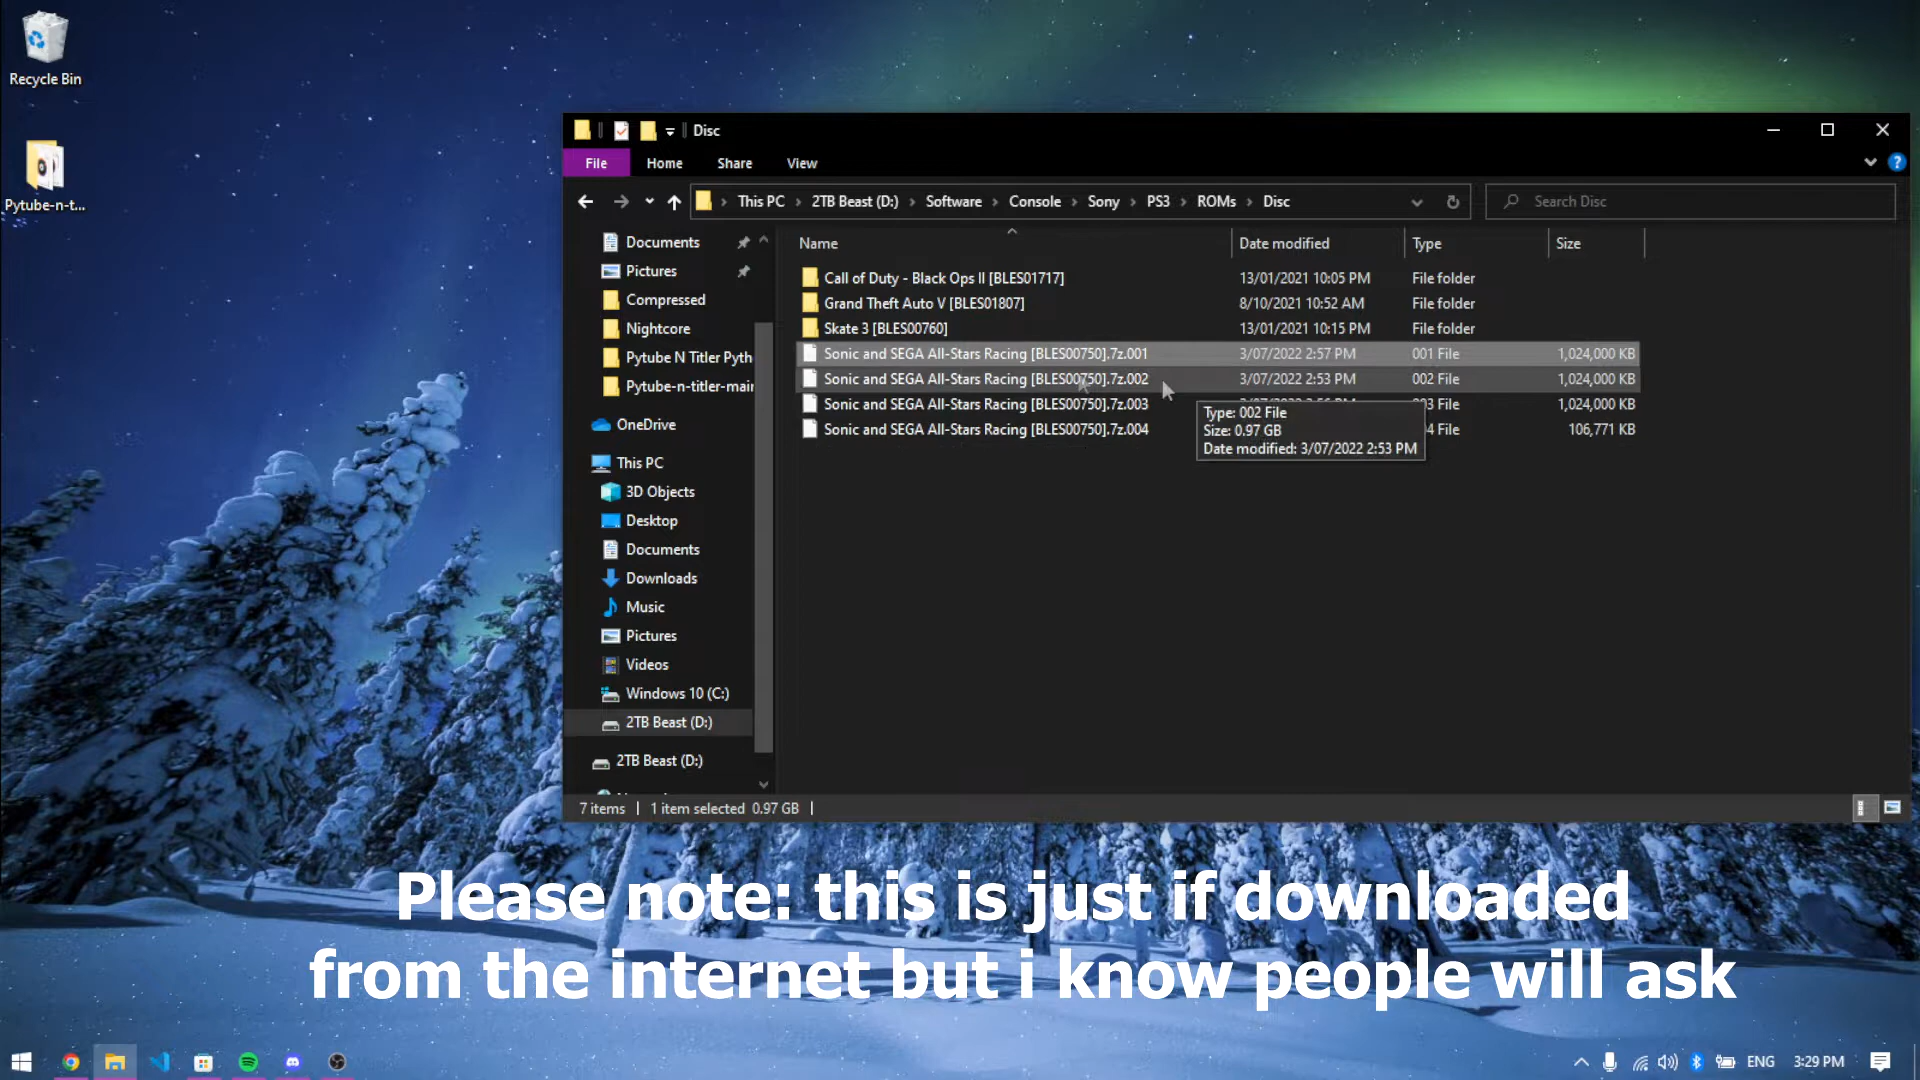 Recycle Bin
Pytube-n-t...
Disc
File Home Share View
This PC 2TB Beast (D:) Software Console Sony PS3 ROMs Disc
Search Disc
Documents
Pictures
Compressed
Nightcore
Pytube N Titler Pyth
Pytube-n-titler-mair
OneDrive
This PC
3D Objects
Desktop
Documents
Downloads
Music
Pictures
Videos
Windows 10 (C:)
2TB Beast (D:)
2TB Beast (D:)
Name Date modified Type Size
Call of Duty - Black Ops II [BLES01717] 13/01/2021 10:05 PM File folder
Grand Theft Auto V [BLES01807] 8/10/2021 10:52 AM File folder
Skate 3 [BLES00760] 13/01/2021 10:15 PM File folder
Sonic and SEGA All-Stars Racing [BLES00750].7z.001 3/07/2022 2:57 PM 001 File 1,024,000 KB
Sonic and SEGA All-Stars Racing [BLES00750].7z.002 3/07/2022 2:53 PM 002 File 1,024,000 KB
Sonic and SEGA All-Stars Racing [BLES00750].7z.003 File 1,024,000 KB
Sonic and SEGA All-Stars Racing [BLES00750].7z.004 File 106,771 KB
Type: 002 File
Size: 0.97 GB
Date modified: 3/07/2022 2:53 PM
7 items 1 item selected 0.97 GB
Please note: this is just if downloaded
from the internet but i know people will ask
ENG 3:29 PM